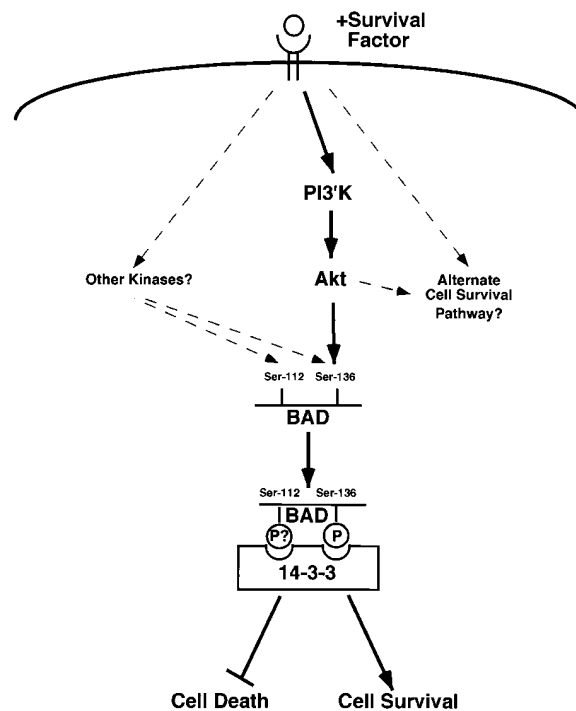 +Survival
Factor
PI3'K
Other Kinases?
Akt
Alternate
Cell Survival
Pathway?
Ser-112 Ser-136
BAD
Ser-112 Ser-136
BAD
P? P
14-3-3
Cell Death Cell Survival